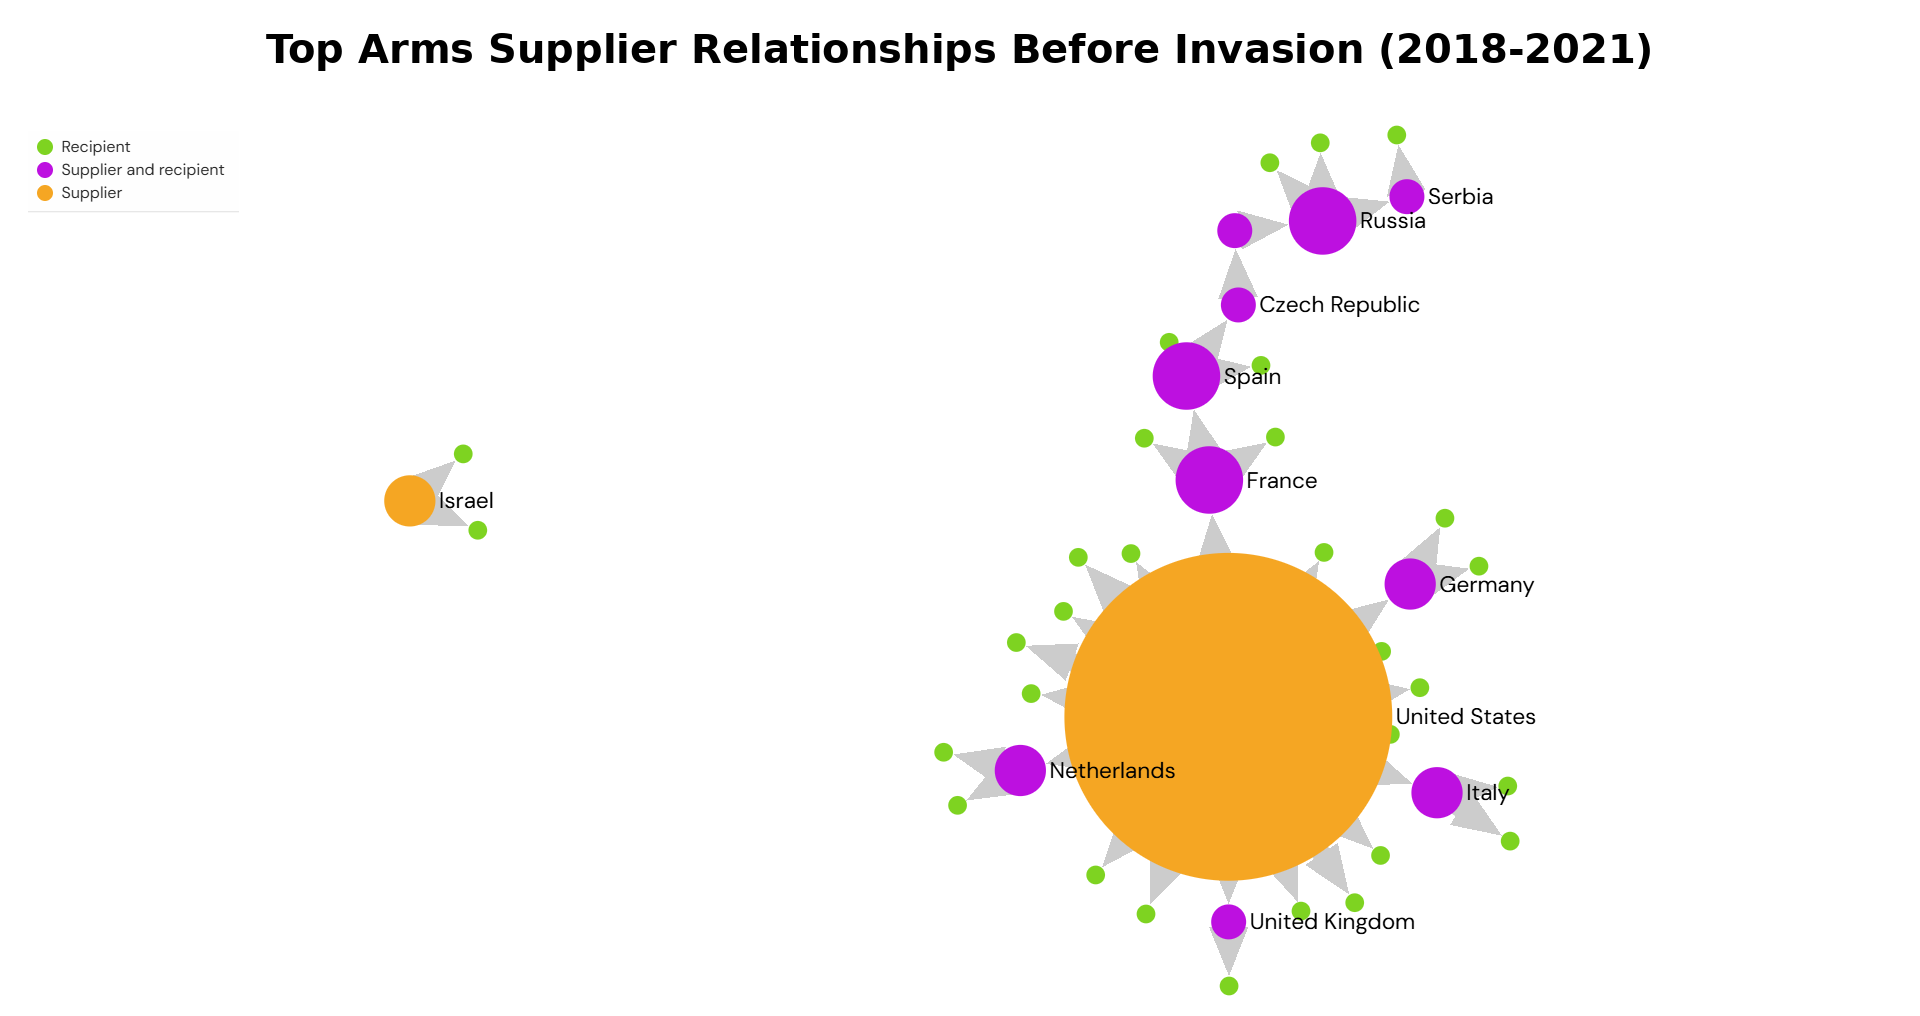 Top Arms Supplier Relationships Before Invasion (2018-2021)
Recipient
Supplier and recipient
Supplier
Serbia
Russia
Czech Republic
Spain
France
Israel
Germany
United States
Netherlands
Italy
United Kingdom